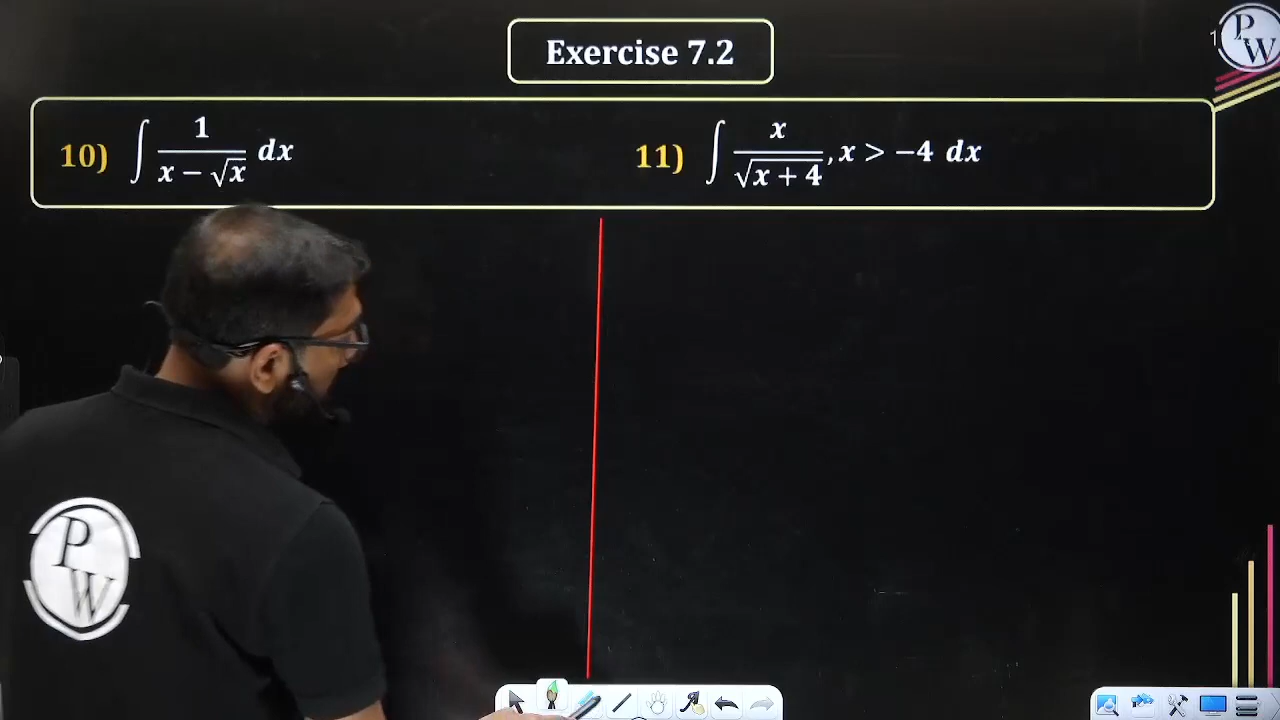 Exercise 7.2
10) ∫ 1/(x − √x) dx
11) ∫ x/√(x + 4), x > −4 dx
P W
P W